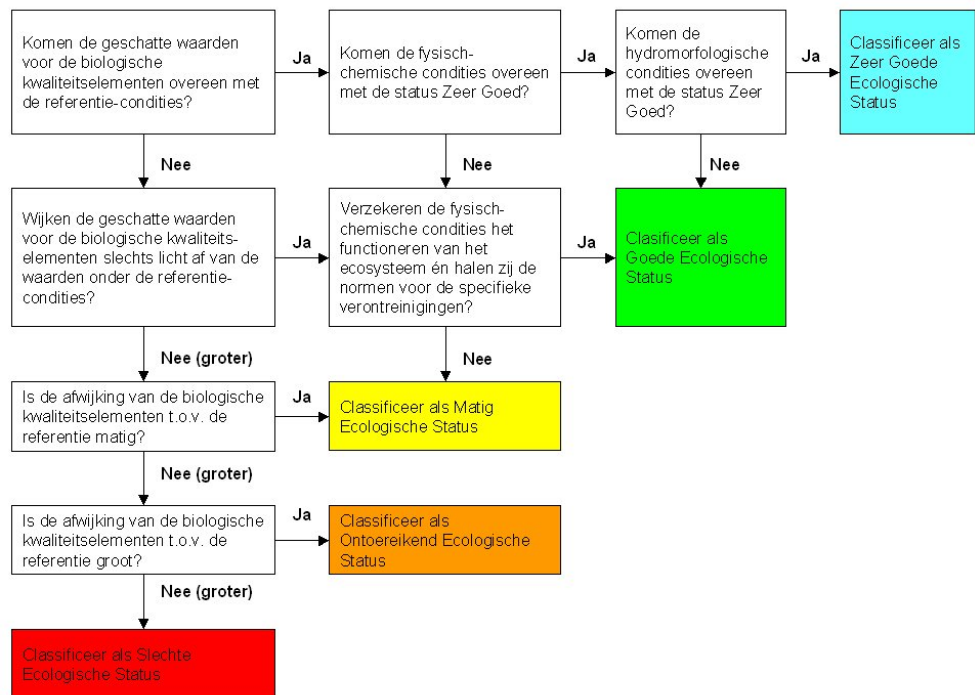 Komen de geschatte waarden
voor de biologische
kwaliteitselementen overeen met
de referentie-condities?
Ja
Komen de fysisch-
chemische condities overeen
met de status Zeer Goed?
Ja
Komen de
hydromorfologische
condities overeen
met de status Zeer
Goed?
Ja
Classificeer als
Zeer Goede
Ecologische
Status
Nee
Nee
Nee
Wijken de geschatte waarden
voor de biologische kwaliteits-
elementen slechts licht af van de
waarden onder de referentie-
condities?
Ja
Verzekeren de fysisch-
chemische condities het
functioneren van het
ecosysteem én halen zij de
normen voor de specifieke
verontreinigingen?
Ja
Clasificeer als
Goede Ecologische
Status
Nee (groter)
Nee
Is de afwijking van de biologische
kwaliteitselementen t.o.v. de
referentie matig?
Ja
Classificeer als Matig
Ecologische Status
Nee (groter)
Is de afwijking van de biologische
kwaliteitselementen t.o.v. de
referentie groot?
Ja
Classificeer als
Ontoereikend Ecologische
Status
Nee (groter)
Classificeer als Slechte
Ecologische Status